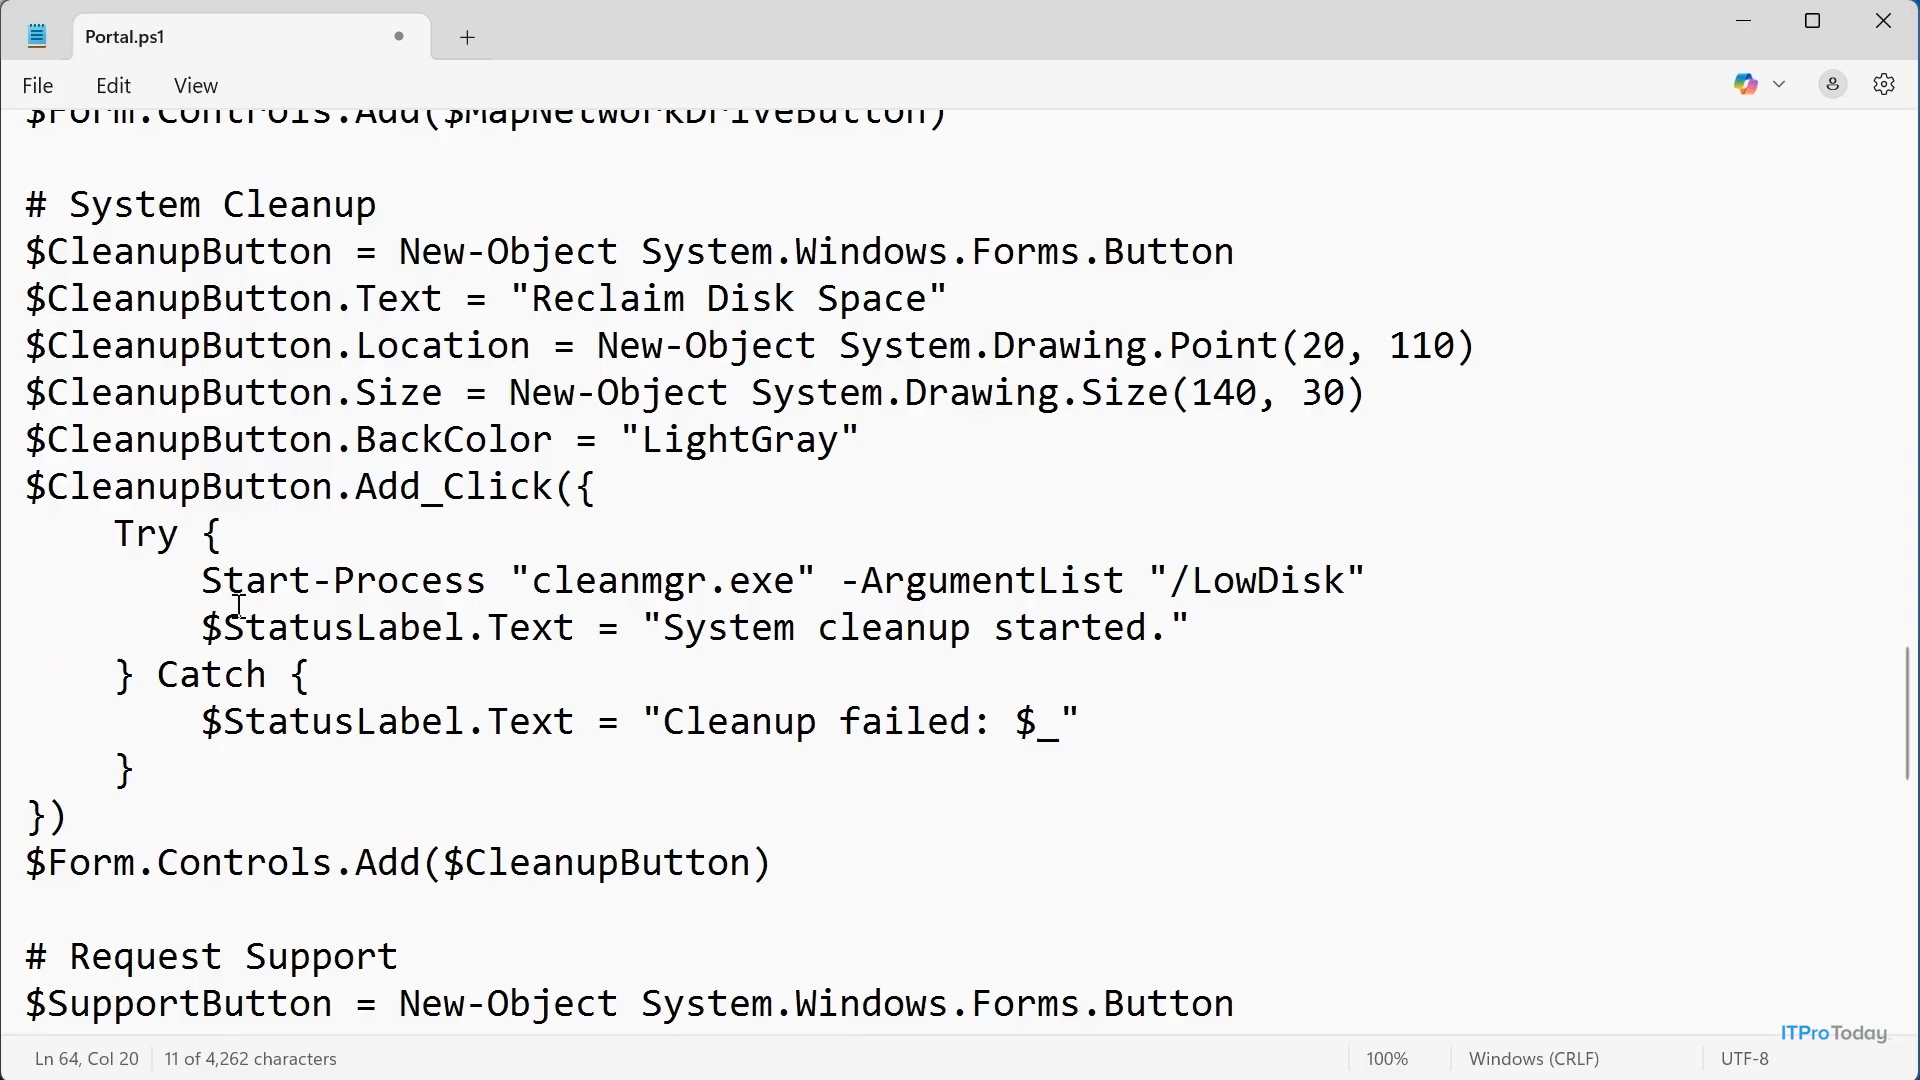 Portal.ps1
File Edit View
$Form.Controls.Add($MapNetworkDriveButton)
# System Cleanup
$CleanupButton = New-Object System.Windows.Forms.Button
$CleanupButton.Text = "Reclaim Disk Space"
$CleanupButton.Location = New-Object System.Drawing.Point(20, 110)
$CleanupButton.Size = New-Object System.Drawing.Size(140, 30)
$CleanupButton.BackColor = "LightGray"
$CleanupButton.Add_Click({
    Try {
        Start-Process "cleanmgr.exe" -ArgumentList "/LowDisk"
        $StatusLabel.Text = "System cleanup started."
    } Catch {
        $StatusLabel.Text = "Cleanup failed: $_"
    }
})
$Form.Controls.Add($CleanupButton)
# Request Support
$SupportButton = New-Object System.Windows.Forms.Button
ITProToday
Ln 64, Col 20 11 of 4,262 characters 100% Windows (CRLF) UTF-8